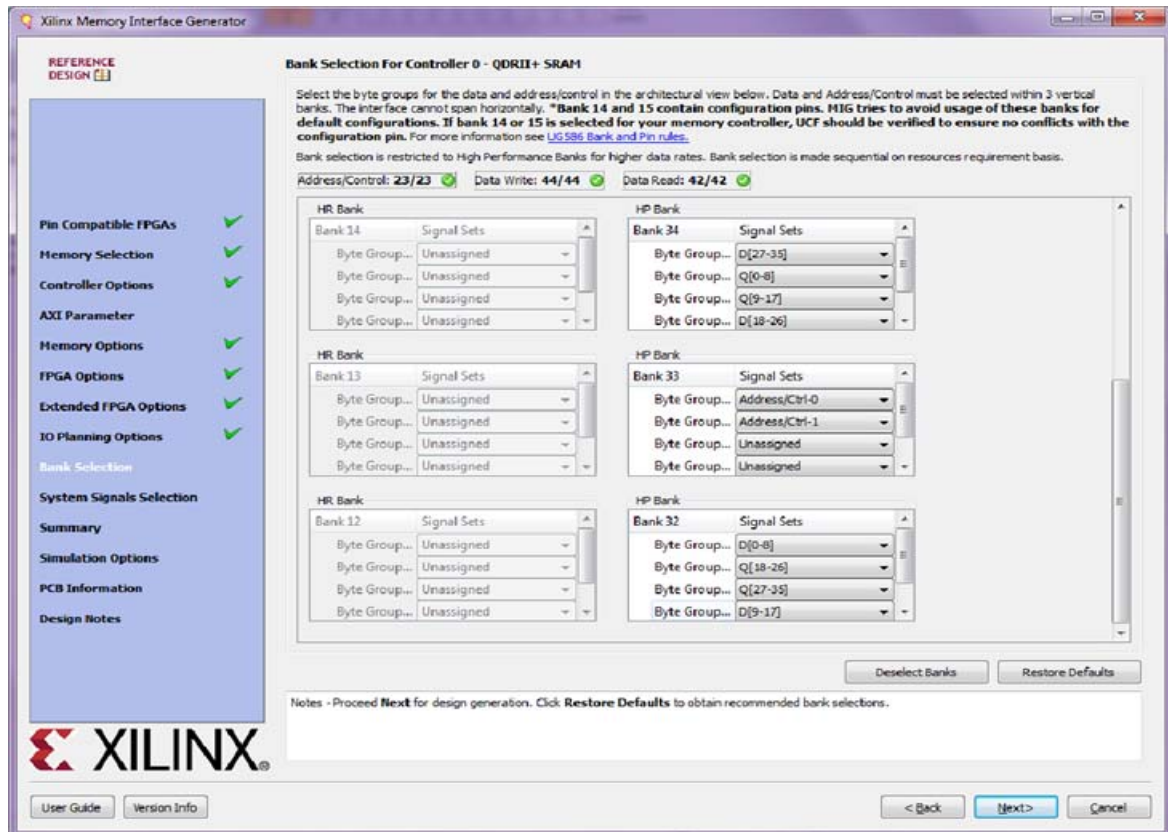 Xilinx Memory Interface Generator
REFERENCE
DESIGN
Pin Compatible FPGAs
Memory Selection
Controller Options
AXI Parameter
Memory Options
FPGA Options
Extended FPGA Options
IO Planning Options
Bank Selection
System Signals Selection
Summary
Simulation Options
PCB Information
Design Notes
XILINX®
Bank Selection For Controller 0 - QDRII+ SRAM
Select the byte groups for the data and address/control in the architectural view below. Data and Address/Control must be selected within 3 vertical
banks. The interface cannot span horizontally. *Bank 14 and 15 contain configuration pins. MIG tries to avoid usage of these banks for
default configurations. If bank 14 or 15 is selected for your memory controller, UCF should be verified to ensure no conflicts with the
configuration pin. For more information see UG586 Bank and Pin rules.
Bank selection is restricted to High Performance Banks for higher data rates. Bank selection is made sequential on resources requirement basis.
Address/Control: 23/23 Data Write: 44/44 Data Read: 42/42
HR Bank
Bank 14 Signal Sets
Byte Group... Unassigned
Byte Group... Unassigned
Byte Group... Unassigned
Byte Group... Unassigned
HP Bank
Bank 34 Signal Sets
Byte Group... D[27-35]
Byte Group... Q[0-8]
Byte Group... Q[9-17]
Byte Group... D[18-26]
HR Bank
Bank 13 Signal Sets
Byte Group... Unassigned
Byte Group... Unassigned
Byte Group... Unassigned
Byte Group... Unassigned
HP Bank
Bank 33 Signal Sets
Byte Group... Address/Ctrl-0
Byte Group... Address/Ctrl-1
Byte Group... Unassigned
Byte Group... Unassigned
HR Bank
Bank 12 Signal Sets
Byte Group... Unassigned
Byte Group... Unassigned
Byte Group... Unassigned
Byte Group... Unassigned
HP Bank
Bank 32 Signal Sets
Byte Group... D[0-8]
Byte Group... Q[18-26]
Byte Group... Q[27-35]
Byte Group... D[9-17]
Deselect Banks Restore Defaults
Notes - Proceed Next for design generation. Click Restore Defaults to obtain recommended bank selections.
User Guide Version Info < Back Next> Cancel